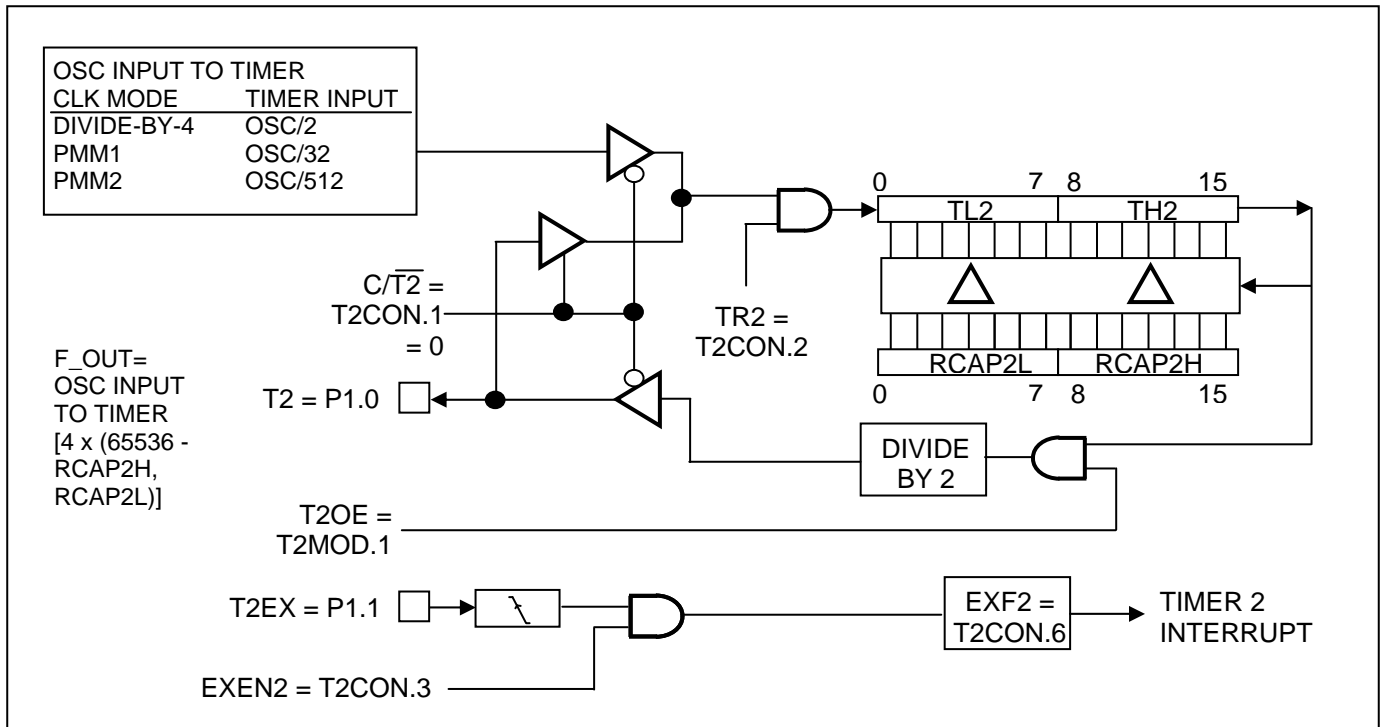 OSC INPUT TO TIMER
CLK MODE TIMER INPUT
DIVIDE-BY-4 OSC/2
PMM1 OSC/32
PMM2 OSC/512
0 7 8 15
TL2 TH2
C/T2̅ =
T2CON.1
= 0
TR2 =
T2CON.2
RCAP2L RCAP2H
0 7 8 15
F_OUT=
OSC INPUT
TO TIMER
[4 x (65536 -
RCAP2H,
RCAP2L)]
T2 = P1.0
DIVIDE
BY 2
T2OE =
T2MOD.1
T2EX = P1.1
EXF2 =
T2CON.6
TIMER 2
INTERRUPT
EXEN2 = T2CON.3